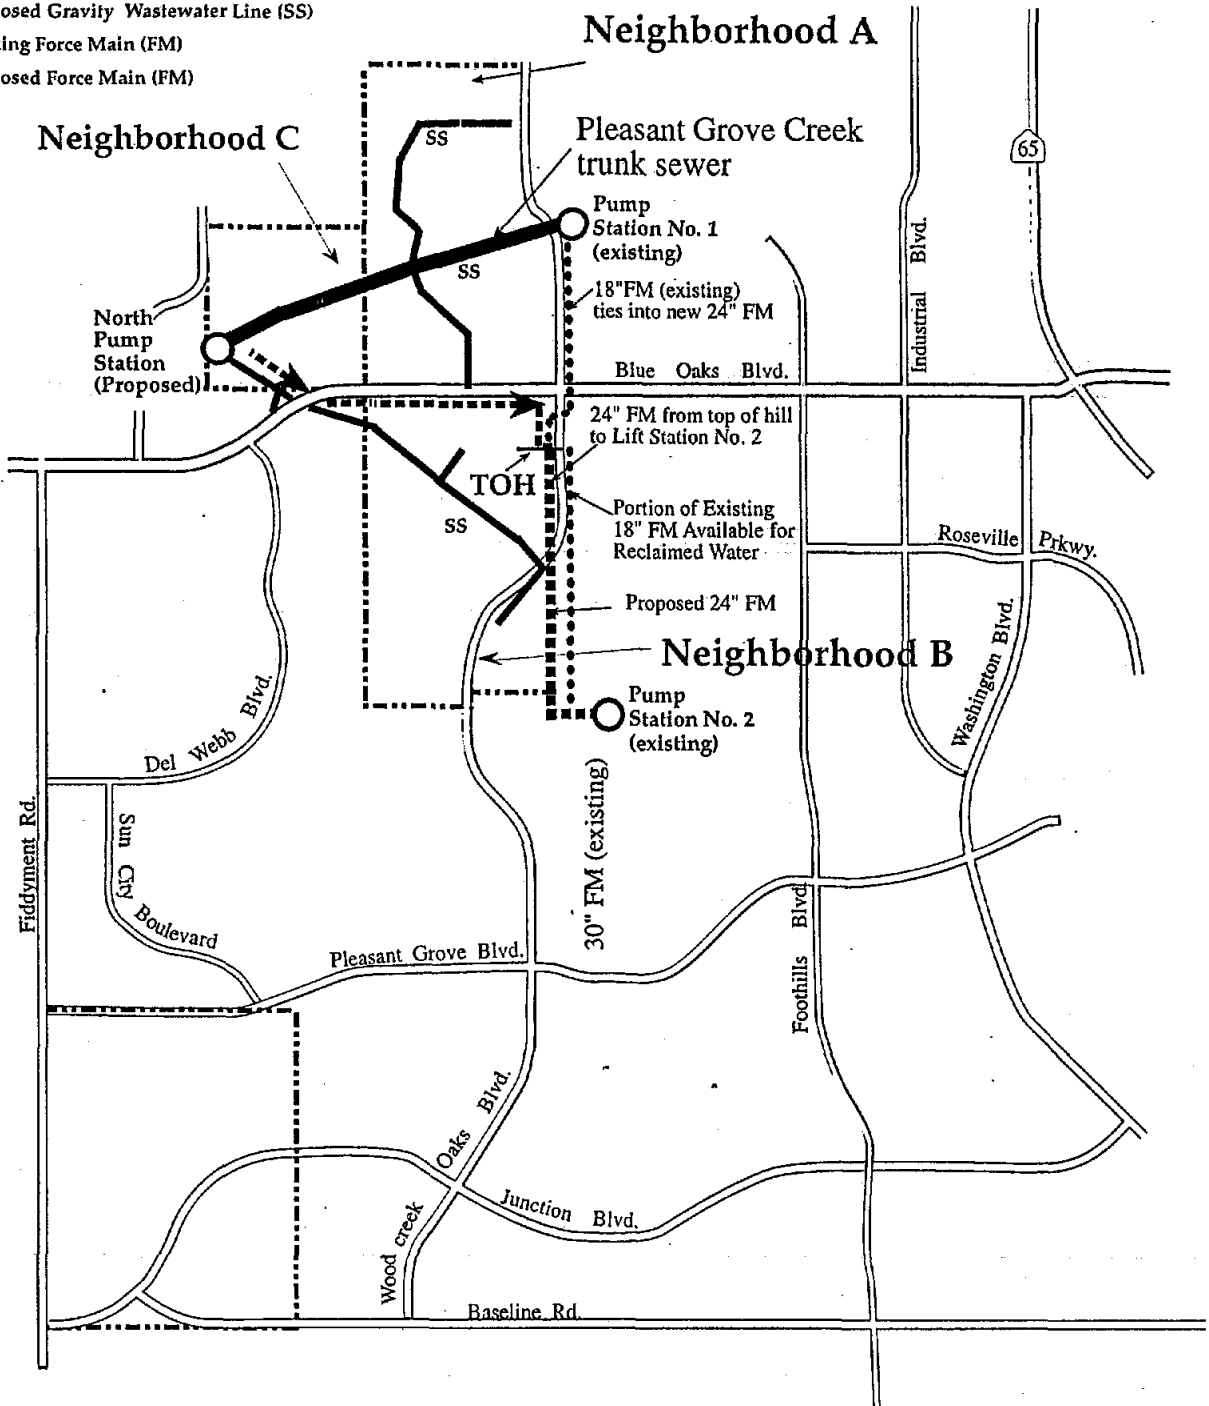 osed Gravity Wastewater Line (SS)
ing Force Main (FM)
osed Force Main (FM)
Neighborhood A
Neighborhood C
SS
Pleasant Grove Creek
trunk sewer
65
Pump
Station No. 1
(existing)
SS
18"FM (existing)
ties into new 24" FM
Industrial Blvd.
North
Pump
Station
(Proposed)
Blue Oaks Blvd.
24" FM from top of hill
to Lift Station No. 2
TOH
SS
Portion of Existing
18" FM Available for
Reclaimed Water
Roseville Prkwy.
Proposed 24" FM
Neighborhood B
Washington Blvd.
Pump
Station No. 2
(existing)
Del Webb Blvd.
30" FM (existing)
Fiddyment Rd.
Sun City Boulevard
Pleasant Grove Blvd.
Foothills Blvd.
Wood creek Oaks Blvd.
Junction Blvd.
Baseline Rd.